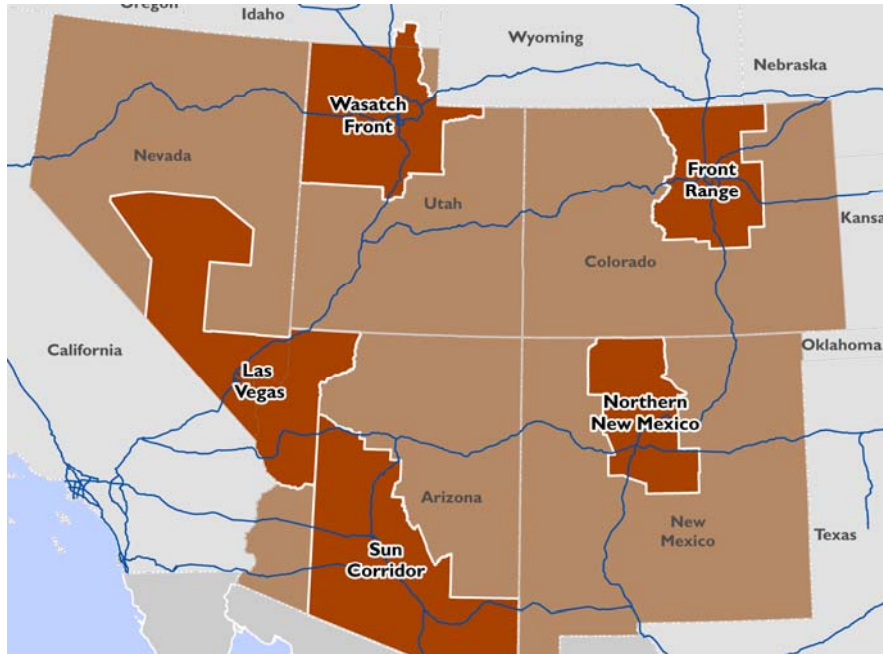 Oregon
Idaho
Wyoming
Nebraska
Wasatch
Front
Nevada
Front
Range
Utah
Kansa
Colorado
California
Oklahoma
Las
Vegas
Northern
New Mexico
Arizona
New
Mexico
Texas
Sun
Corridor